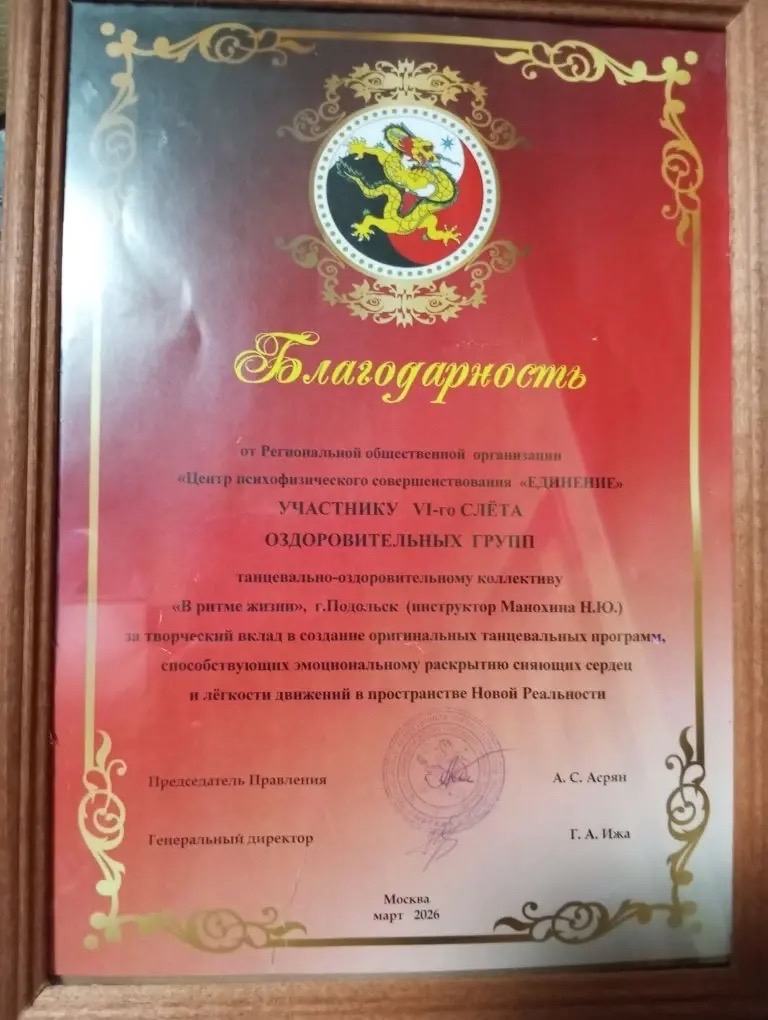 Благодарность
от Региональной общественной организации
«Центр психофизического совершенствования «ЕДИНЕНИЕ»
УЧАСТНИКУ VI-го СЛЁТА
ОЗДОРОВИТЕЛЬНЫХ ГРУПП
танцевально-оздоровительному коллективу
«В ритме жизни», г.Подольск (инструктор Манохина Н.Ю.)
за творческий вклад в создание оригинальных танцевальных программ,
способствующих эмоциональному раскрытию сияющих сердец
и лёгкости движений в пространстве Новой Реальности
Председатель Правления А. С. Асрян
Генеральный директор Г. А. Ижа
Москва
март 2026